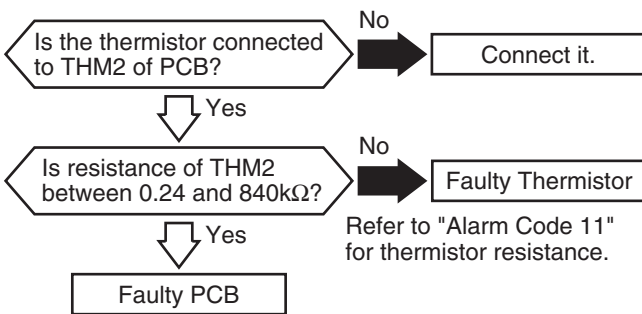 Is the thermistor connected
to THM2 of PCB?
No
Connect it.
Yes
Is resistance of THM2
between 0.24 and 840kΩ?
No
Faulty Thermistor
Refer to "Alarm Code 11"
for thermistor resistance.
Yes
Faulty PCB